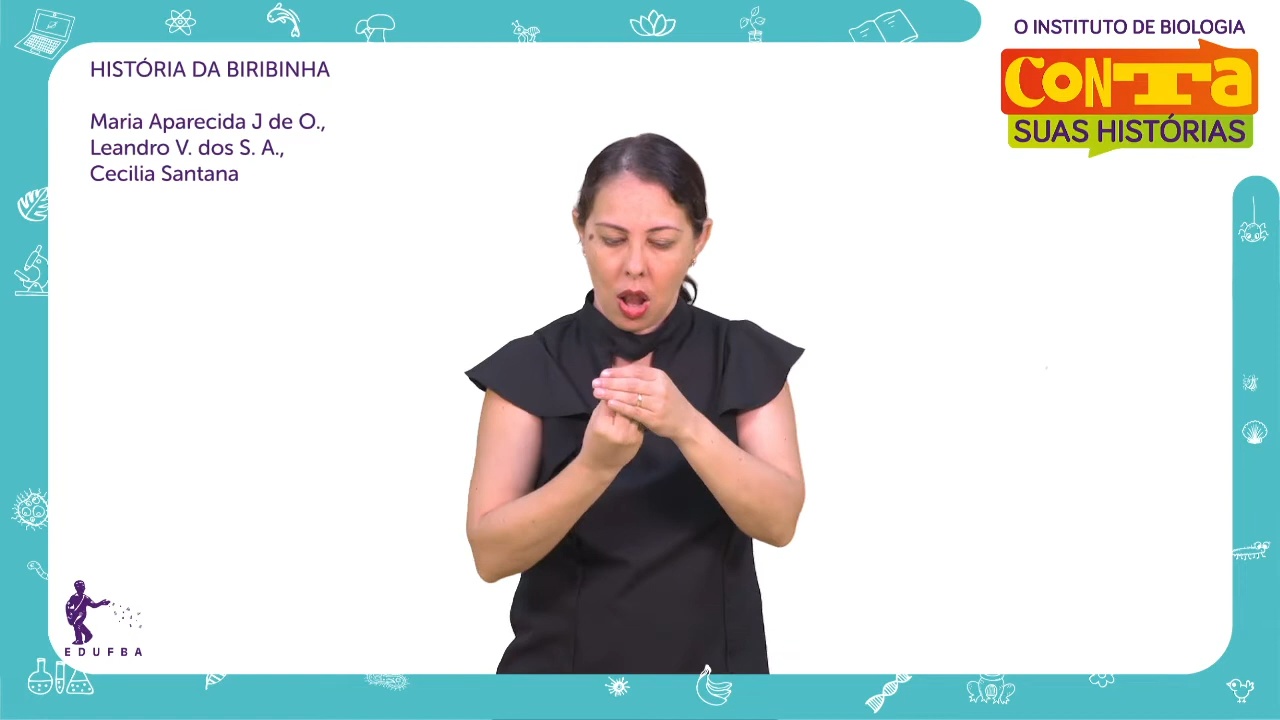 HISTÓRIA DA BIRIBINHA
Maria Aparecida J de O.,
Leandro V. dos S. A.,
Cecilia Santana
O INSTITUTO DE BIOLOGIA
CONTA
SUAS HISTÓRIAS
EDUFBA